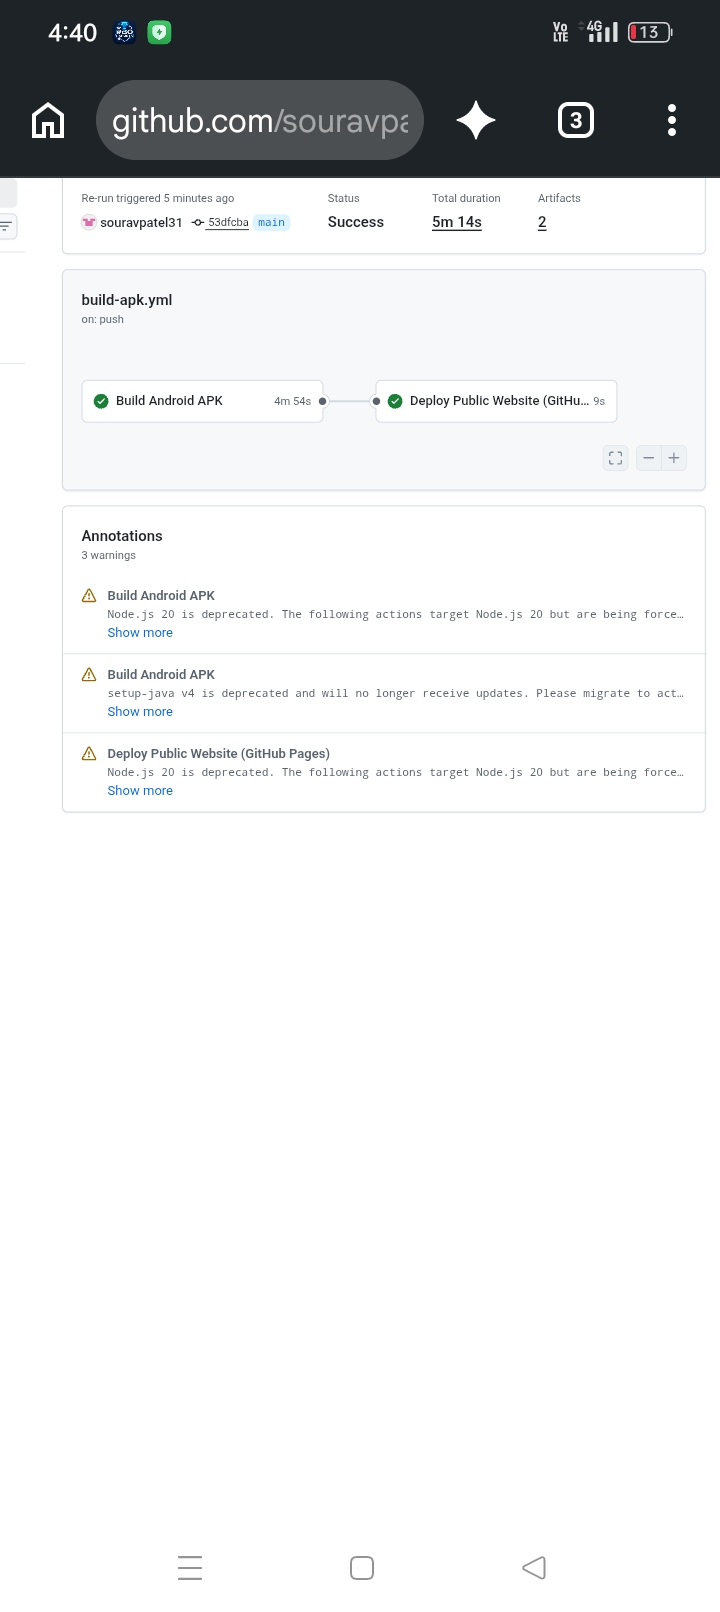 4:40
Vo LTE 4G 13
github.com/souravpa
3
Re-run triggered 5 minutes ago Status Total duration Artifacts
souravpatel31 53dfcba main Success 5m 14s 2
build-apk.yml
on: push
Build Android APK 4m 54s Deploy Public Website (GitHu... 9s
Annotations
3 warnings
Build Android APK
Node.js 20 is deprecated. The following actions target Node.js 20 but are being force…
Show more
Build Android APK
setup-java v4 is deprecated and will no longer receive updates. Please migrate to act…
Show more
Deploy Public Website (GitHub Pages)
Node.js 20 is deprecated. The following actions target Node.js 20 but are being force…
Show more